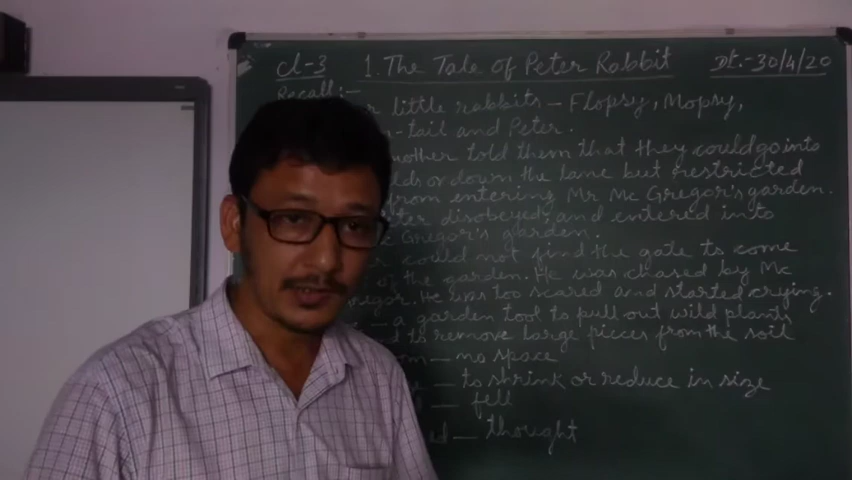 cl-3 1. The Tale of Peter Rabbit Dt.-30/4/20
Recall:-
little rabbits - Flopsy, Mopsy,
tail and Peter.
mother told them that they could go into
or down the lane but restricted
from entering Mr Mc Gregor's garden.
disobeyed, and entered into
Gregor's garden.
could not find the gate to come
of the garden. He was chased by Mc
He was too scared and started crying.
- a garden tool to pull out wild plants
to remove large pieces from the soil
- no space
- to shrink or reduce in size
- fell
- thought